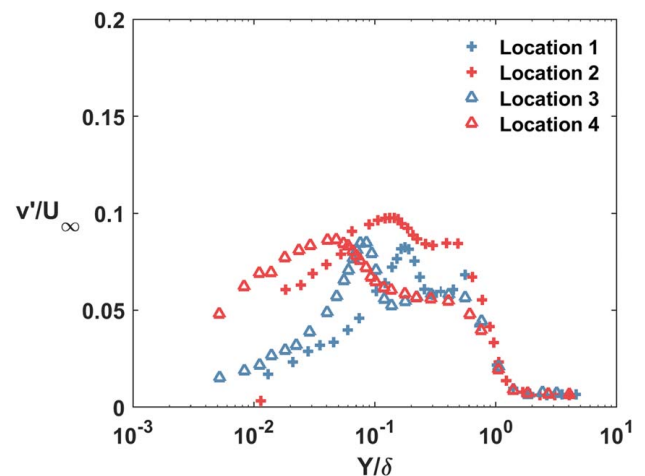 0.2
0.15
0.1
0.05
0
v'/U∞
10-3
10-2
10-1
100
101
Y/δ
Location 1
Location 2
Location 3
Location 4